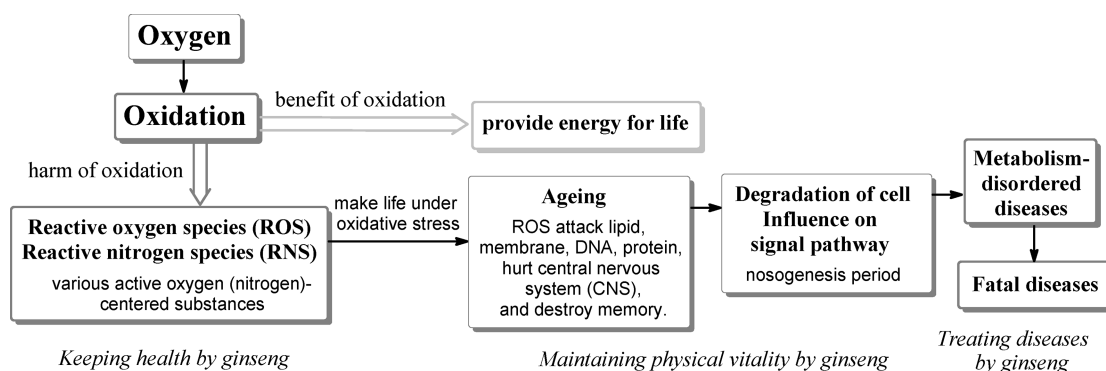 Oxygen
Oxidation
benefit of oxidation
provide energy for life
harm of oxidation
Reactive oxygen species (ROS)
Reactive nitrogen species (RNS)
various active oxygen (nitrogen)-
centered substances
make life under
oxidative stress
Ageing
ROS attack lipid,
membrane, DNA, protein,
hurt central nervous
system (CNS),
and destroy memory.
Degradation of cell
Influence on
signal pathway
nosogenesis period
Metabolism-
disordered
diseases
Fatal diseases
Keeping health by ginseng
Maintaining physical vitality by ginseng
Treating diseases
by ginseng